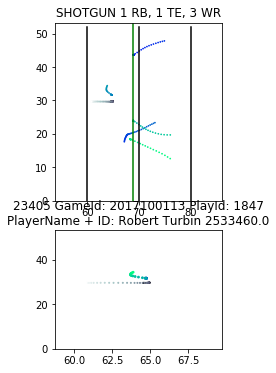 SHOTGUN 1 RB, 1 TE, 3 WR
50
40
30
20
10
0
60 70 80
23405 GameId: 2017100113 PlayId: 1847
PlayerName + ID: Robert Turbin 2533460.0
40
20
0
60.0 62.5 65.0 67.5